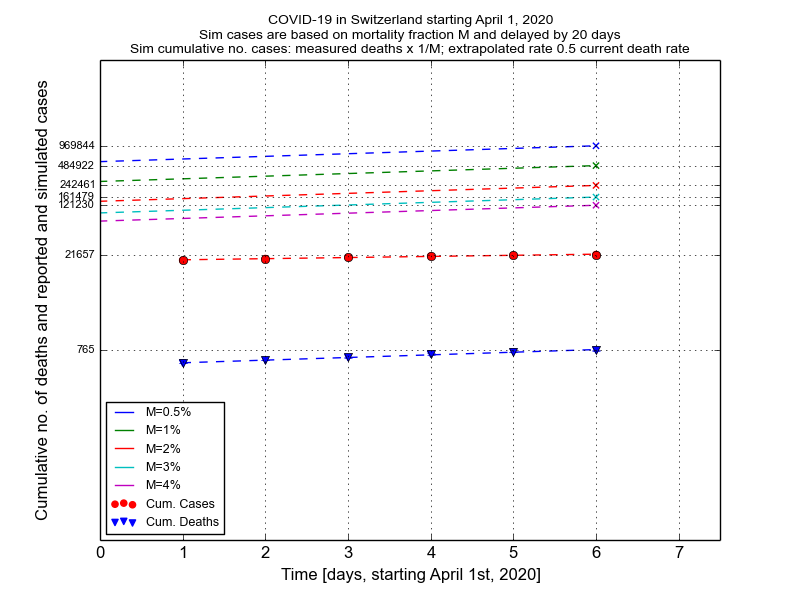 COVID-19 in Switzerland starting April 1, 2020
Sim cases are based on mortality fraction M and delayed by 20 days
Sim cumulative no. cases: measured deaths x 1/M; extrapolated rate 0.5 current death rate
Cumulative no. of deaths and reported and simulated cases
969844
484922
242461
161479
121230
21657
765
M=0.5%
M=1%
M=2%
M=3%
M=4%
Cum. Cases
Cum. Deaths
0 1 2 3 4 5 6 7
Time [days, starting April 1st, 2020]